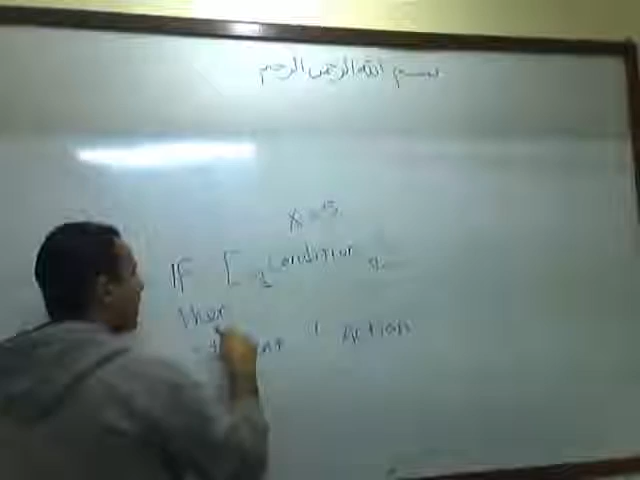 بسم الله الرحمن الرحيم
X = 5
IF [ condition
then
Action